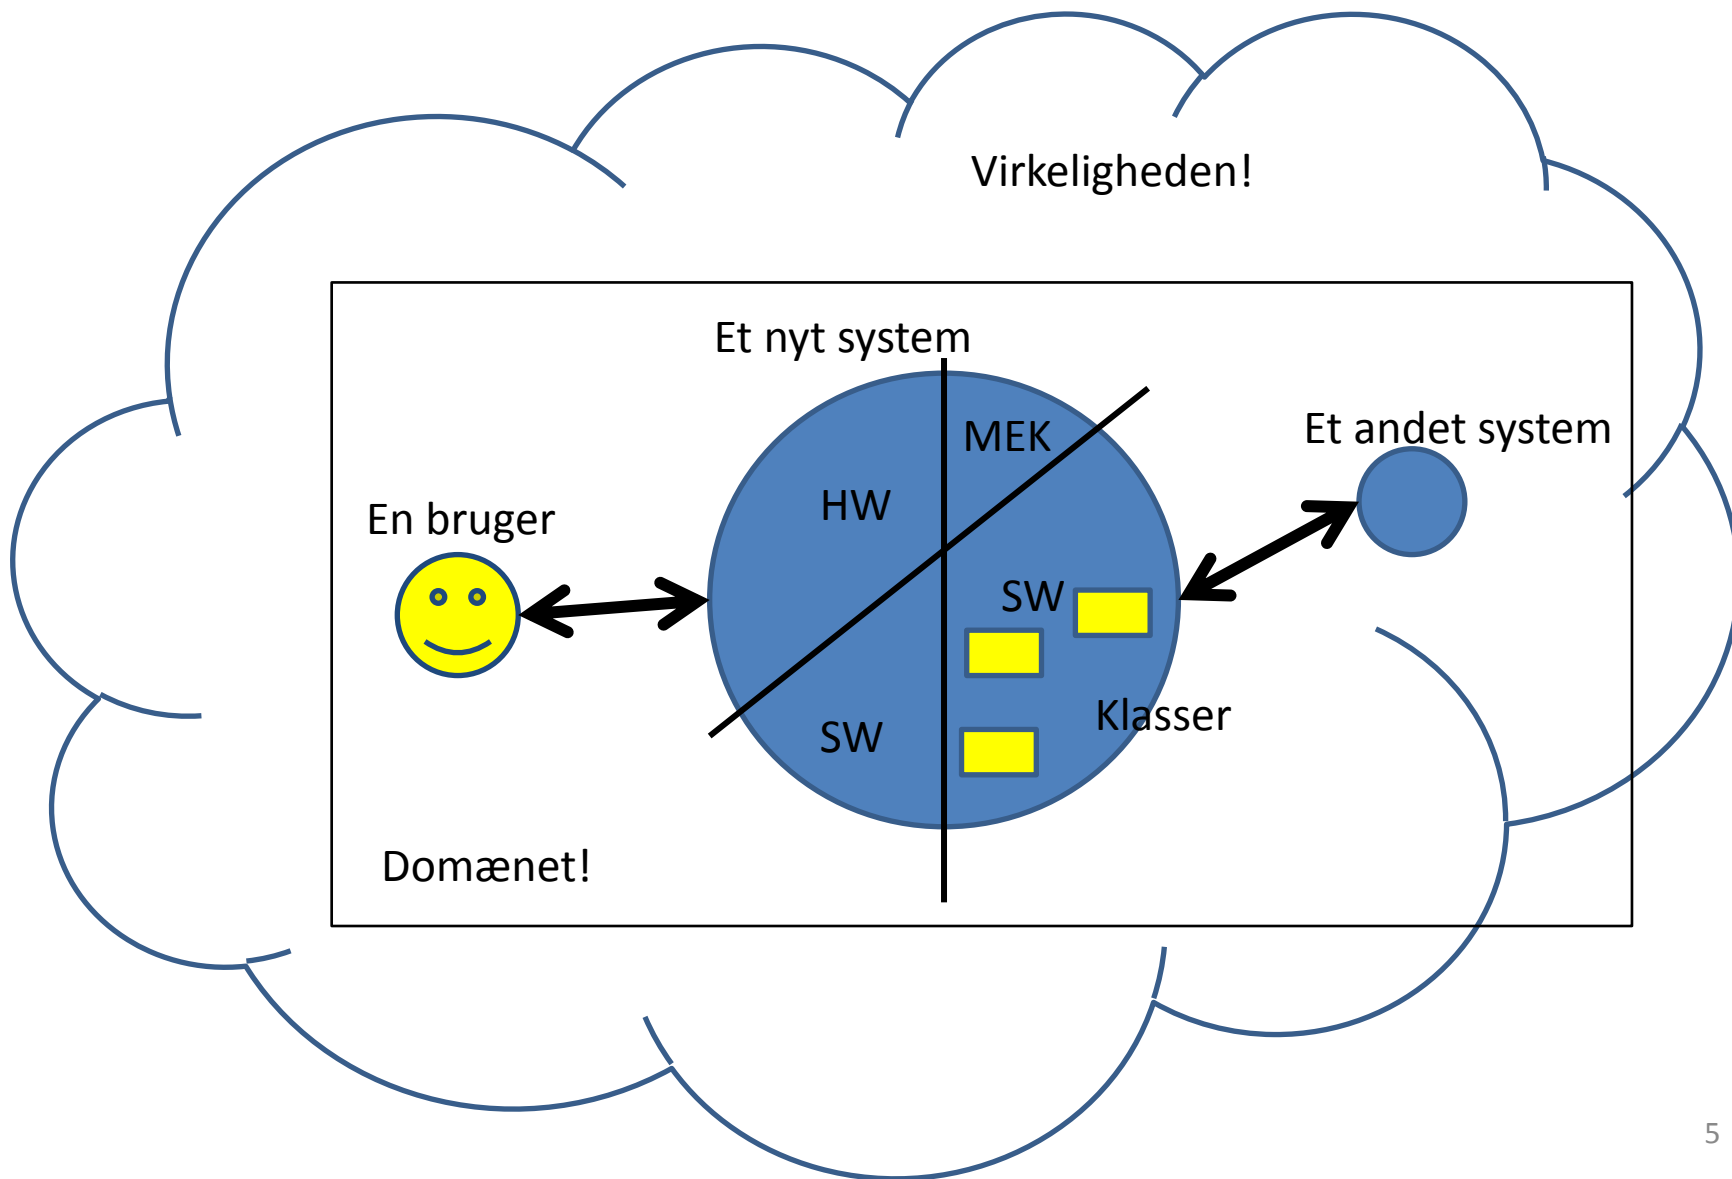 Virkeligheden!
Et nyt system
MEK
Et andet system
HW
En bruger
SW
Klasser
SW
Domænet!
5